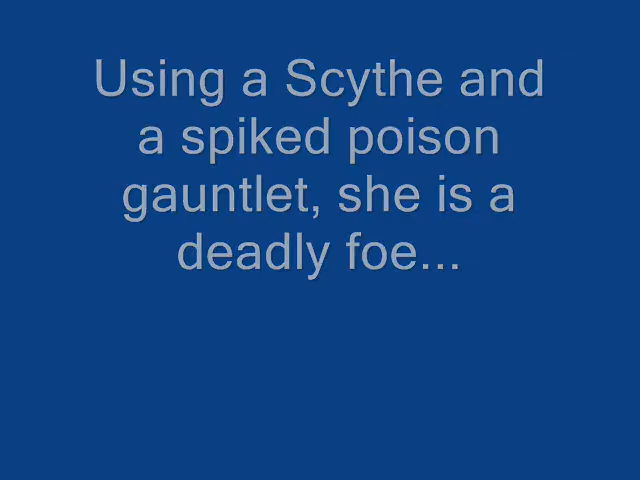 Using a Scythe and
a spiked poison
gauntlet, she is a
deadly foe...